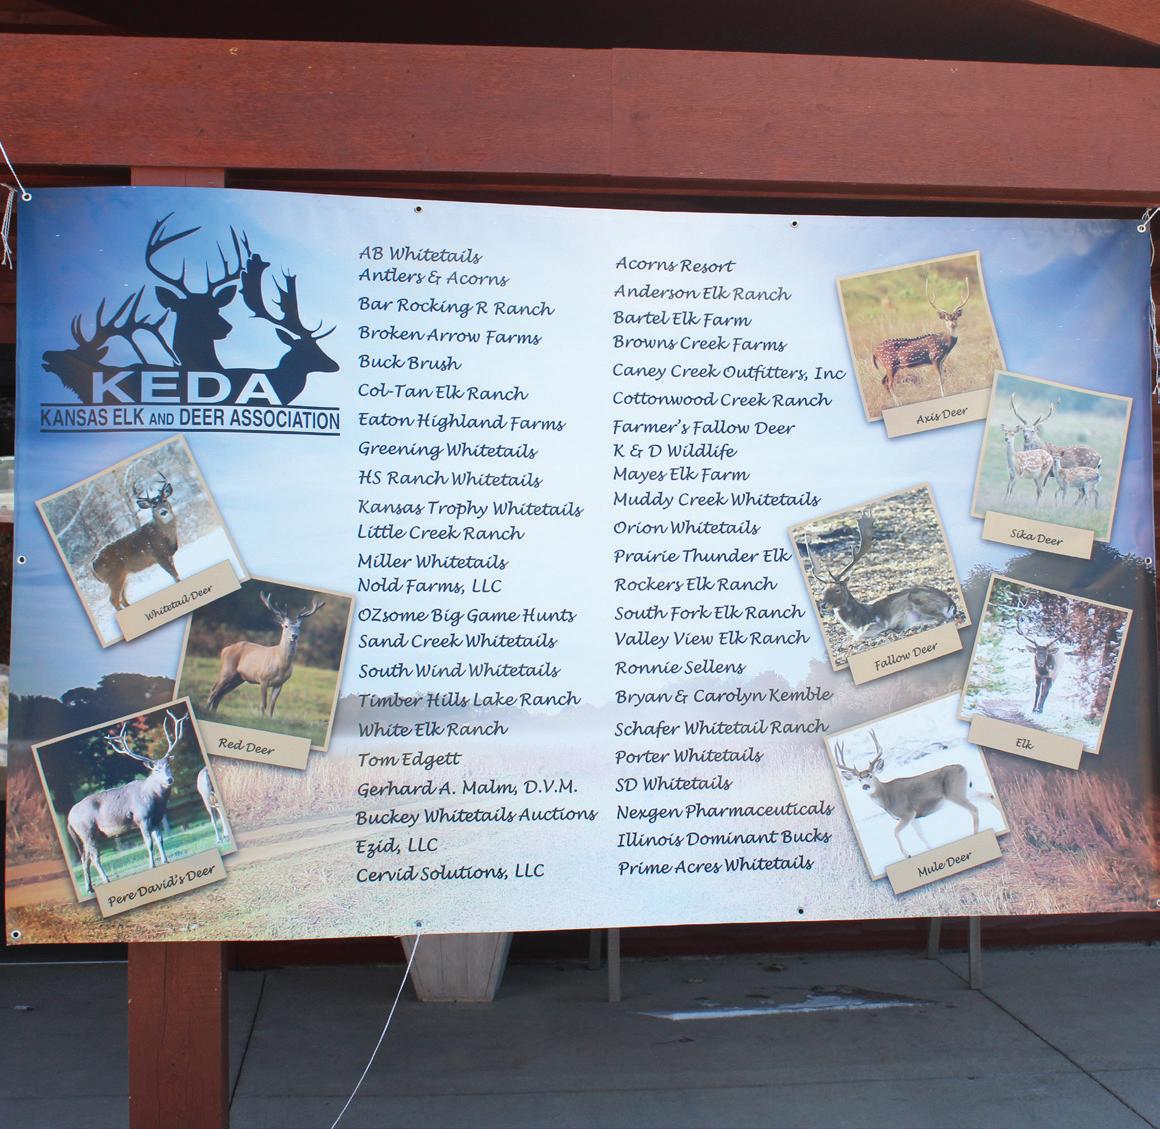 KEDA
KANSAS ELK AND DEER ASSOCIATION
AB Whitetails
Antlers & Acorns
Bar Rocking R Ranch
Broken Arrow Farms
Buck Brush
Col-Tan Elk Ranch
Eaton Highland Farms
Greening Whitetails
HS Ranch Whitetails
Kansas Trophy Whitetails
Little Creek Ranch
Miller Whitetails
Nold Farms, LLC
OZsome Big Game Hunts
Sand Creek Whitetails
South Wind Whitetails
Timber Hills Lake Ranch
White Elk Ranch
Tom Edgett
Gerhard A. Malm, D.V.M.
Buckey Whitetails Auctions
Ezid, LLC
Cervid Solutions, LLC
Acorns Resort
Anderson Elk Ranch
Bartel Elk Farm
Browns Creek Farms
Caney Creek Outfitters, Inc
Cottonwood Creek Ranch
Farmer's Fallow Deer
K & D Wildlife
Mayes Elk Farm
Muddy Creek Whitetails
Orion Whitetails
Prairie Thunder Elk
Rockers Elk Ranch
South Fork Elk Ranch
Valley View Elk Ranch
Ronnie Sellens
Bryan & Carolyn Kemble
Schafer Whitetail Ranch
Porter Whitetails
SD Whitetails
Nexgen Pharmaceuticals
Illinois Dominant Bucks
Prime Acres Whitetails
Whitetail Deer
Red Deer
Pere David's Deer
Axis Deer
Sika Deer
Fallow Deer
Elk
Mule Deer